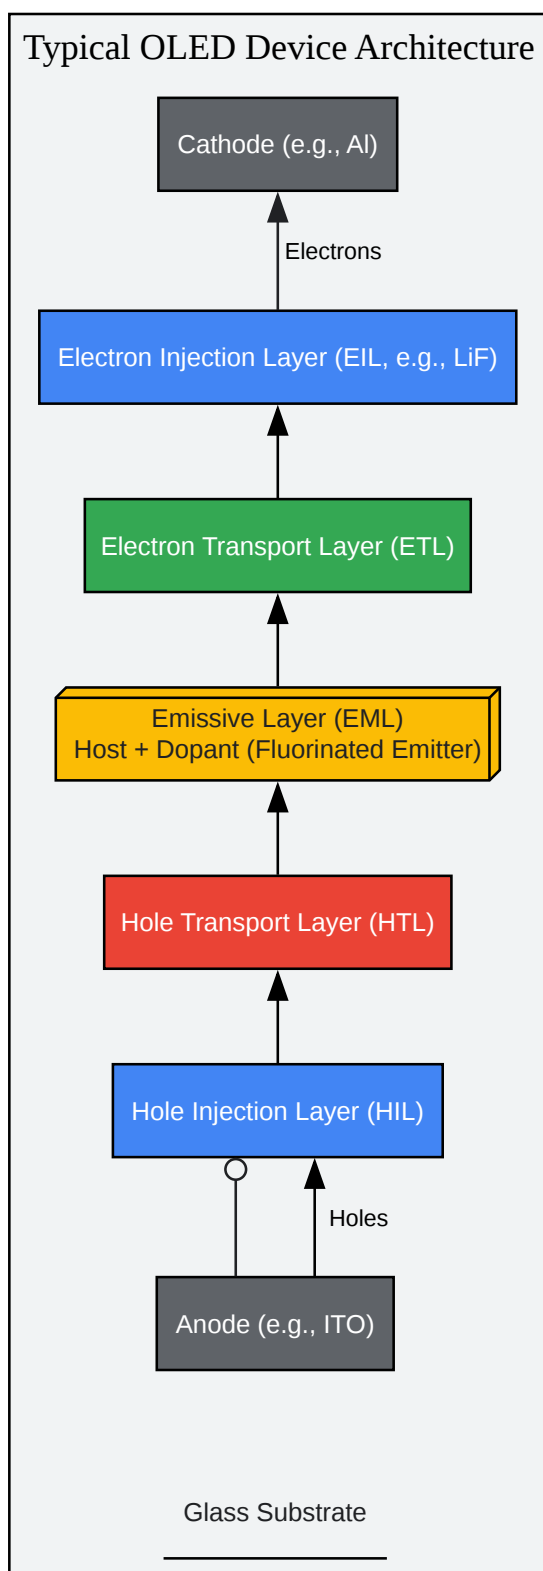 Typical OLED Device Architecture
Cathode (e.g., Al)
Electrons
Electron Injection Layer (EIL, e.g., LiF)
Electron Transport Layer (ETL)
Emissive Layer (EML)
Host + Dopant (Fluorinated Emitter)
Hole Transport Layer (HTL)
Hole Injection Layer (HIL)
Holes
Anode (e.g., ITO)
Glass Substrate